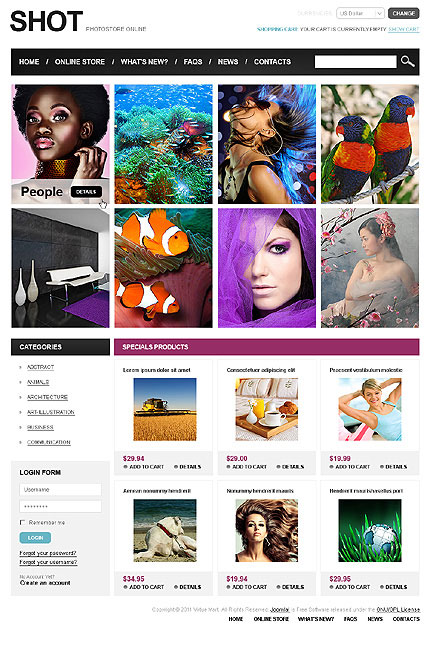 SHOT PHOTOSTORE ONLINE
CURRENCY: US Dollar CHANGE
SHOPPING CART: YOUR CART IS CURRENTLY EMPTY SHOW CART
HOME / ONLINE STORE / WHAT'S NEW? / FAQS / NEWS / CONTACTS
People DETAILS
CATEGORIES
ABSTRACT
ANIMALS
ARCHITECTURE
ART-ILLUSTRATION
BUSINESS
COMMUNICATION
LOGIN FORM
Username
********
Remember me
LOGIN
Forgot your password?
Forgot your username?
No Account Yet?
Create an account
SPECIALS PRODUCTS
Lorem ipsum dolor sit amet
Consectetuer adipiscing elit
Praesent vestibulum molestie
$29.94
ADD TO CART DETAILS
$29.00
ADD TO CART DETAILS
$19.99
ADD TO CART DETAILS
Aenean nonummy hendrerit
Nonummy hendrerit mauris
Hendrerit mauris hasellus port
$34.95
ADD TO CART DETAILS
$19.94
ADD TO CART DETAILS
$29.95
ADD TO CART DETAILS
Copyright © 2011 Virtue Mart. All Rights Reserved. Joomla! is Free Software released under the GNU/GPL License
HOME ONLINE STORE WHAT'S NEW? FAQS NEWS CONTACTS